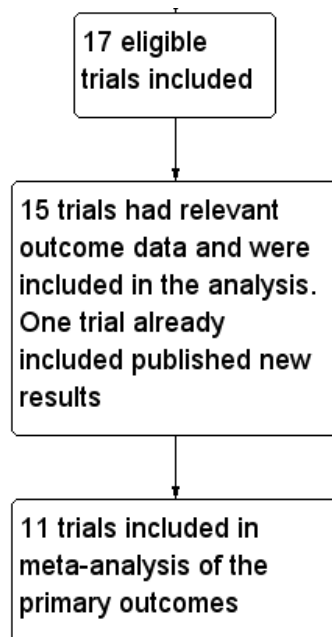 17 eligible
trials included
15 trials had relevant
outcome data and were
included in the analysis.
One trial already
included published new
results
11 trials included in
meta-analysis of the
primary outcomes